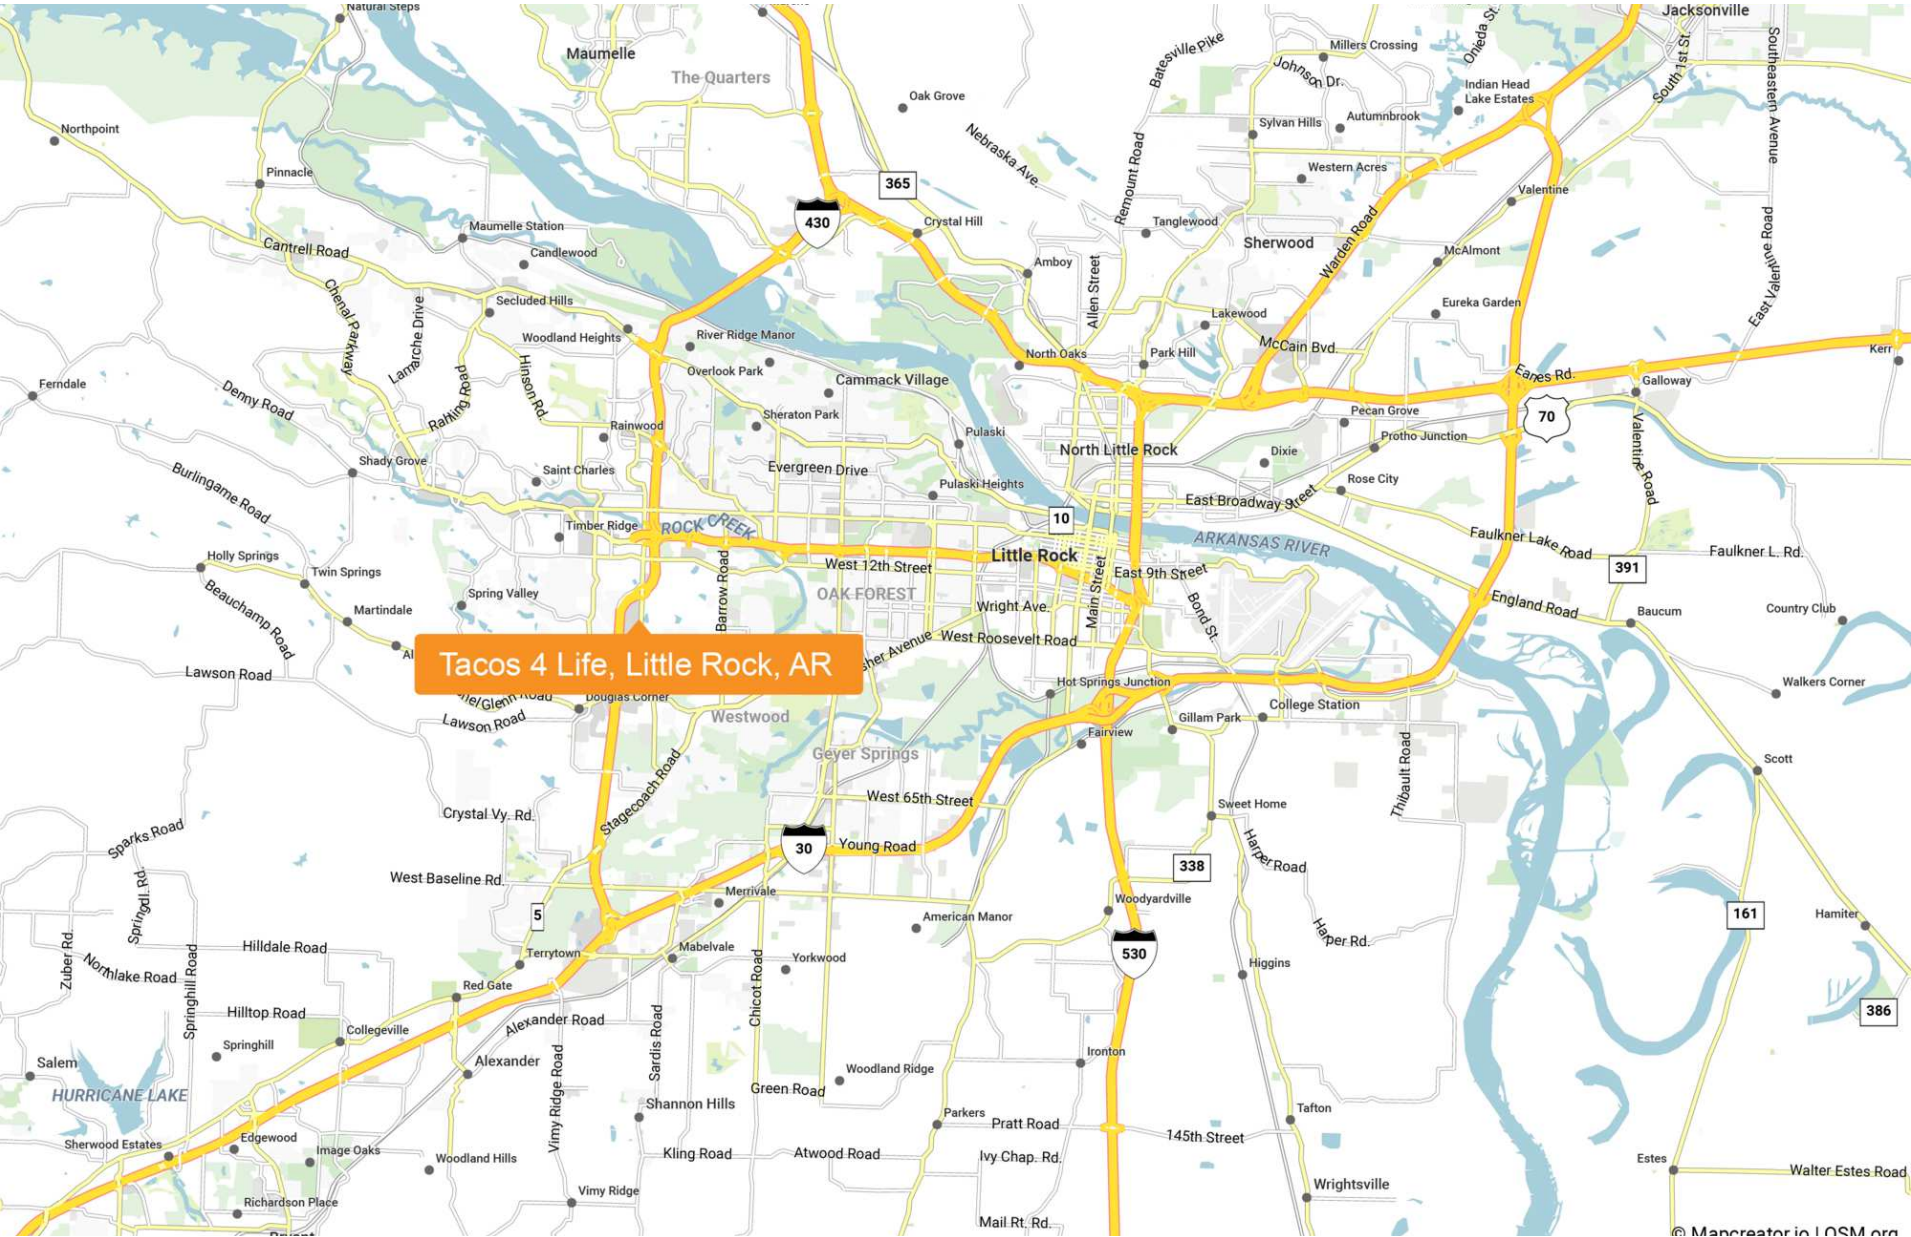 Natural Steps
Jacksonville
Maumelle
The Quarters
Batesville Pike
Millers Crossing
Onieda St.
Johnson Dr.
South 1st St.
Southeastern Avenue
Oak Grove
Indian Head
Lake Estates
Northpoint
Nebraska Ave.
Sylvan Hills
Autumnbrook
Pinnacle
365
Remount Road
Western Acres
Valentine
430
Crystal Hill
Tanglewood
Maumelle Station
Sherwood
Warden Road
Cantrell Road
Candlewood
Amboy
McAlmont
East Valentine Road
Chenal Parkway
Lamarche Drive
Secluded Hills
Allen Street
Eureka Garden
Lakewood
Woodland Heights
River Ridge Manor
McCain Bvd.
North Oaks
Park Hill
Kerr
Ferndale
Denny Road
Rahling Road
Hinson Rd.
Overlook Park
Cammack Village
Eanes Rd.
Galloway
Sheraton Park
Pecan Grove
70
Rainwood
Pulaski
Protho Junction
Valentine Road
North Little Rock
Dixie
Shady Grove
Saint Charles
Evergreen Drive
Burlingame Road
Pulaski Heights
Rose City
East Broadway Street
Timber Ridge
ROCK CREEK
10
ARKANSAS RIVER
Faulkner Lake Road
Faulkner L. Rd.
Holly Springs
Little Rock
West 12th Street
East 9th Street
391
Twin Springs
Barrow Road
Main Street
Beauchamp Road
Spring Valley
OAK FOREST
Wright Ave.
Bond St.
England Road
Baucum
Country Club
Martindale
West Roosevelt Road
Tacos 4 Life, Little Rock, AR
Lawson Road
Hot Springs Junction
Walkers Corner
Douglas Corner
Lawson Road
Westwood
Gillam Park
College Station
Fairview
Geyer Springs
Thibault Road
Scott
Stagecoach Road
West 65th Street
Sweet Home
Crystal Vy. Rd.
Sparks Road
30
Young Road
Harper Road
338
West Baseline Rd.
Springdl. Rd.
Merrivale
Woodyardville
5
American Manor
161
Hamiter
Zuber Rd.
Hilldale Road
Harper Rd.
Terrytown
Mabelvale
530
Northlake Road
Springhill Road
Chicot Road
Yorkwood
Higgins
Red Gate
Hilltop Road
386
Alexander Road
Collegeville
Sardis Road
Springhill
Vimy Ridge Road
Ironton
Salem
Alexander
Woodland Ridge
HURRICANE LAKE
Green Road
Shannon Hills
Parkers
Tafton
Pratt Road
145th Street
Sherwood Estates
Edgewood
Image Oaks
Woodland Hills
Kling Road
Atwood Road
Ivy Chap. Rd.
Estes
Walter Estes Road
Vimy Ridge
Wrightsville
Richardson Place
Mail Rt. Rd.
© Mapcreator.io | OSM.org